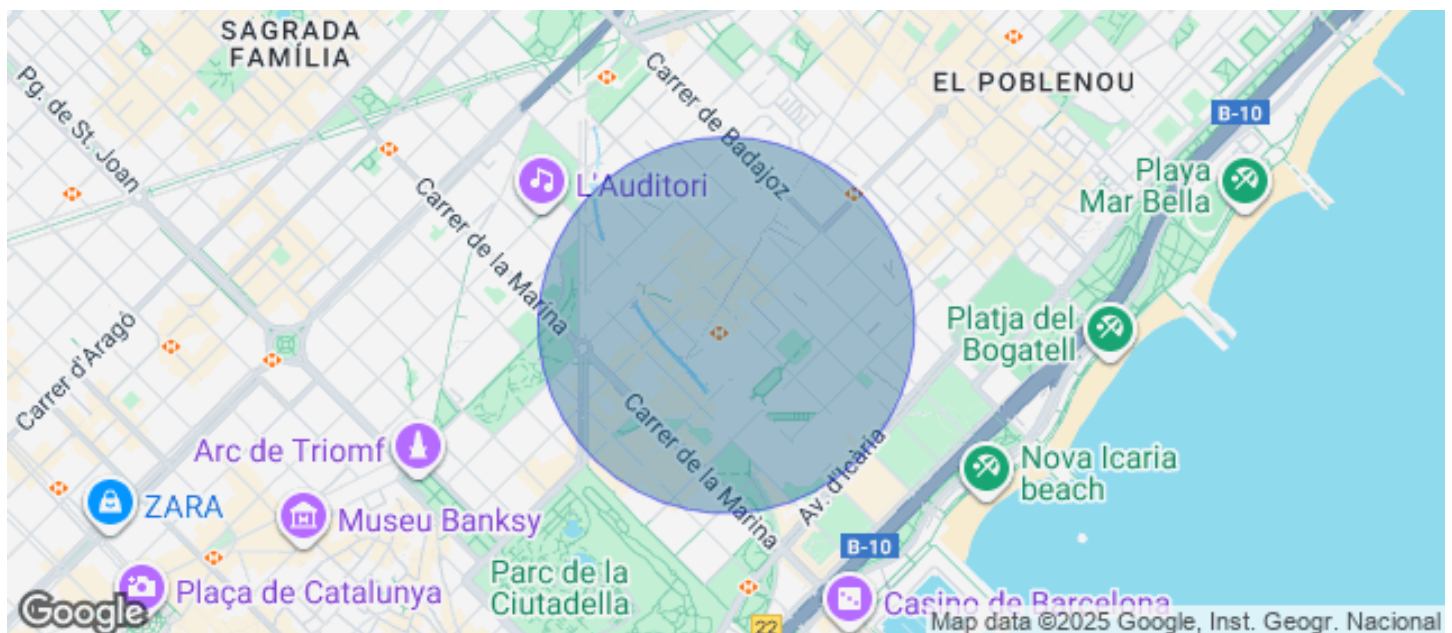 SAGRADA
FAMÍLIA
Pg. de St. Joan
Carrer de Badajoz
EL POBLENOU
B-10
L'Auditori
Playa
Mar Bella
Carrer de la Marina
Platja del
Bogatell
Carrer d'Aragó
Carrer de la Marina
Arc de Triomf
Av. d'Icària
Nova Icaria
beach
ZARA
Museu Banksy
B-10
Parc de la
Ciutadella
Plaça de Catalunya
Casino de Barcelona
22
Google
Map data ©2025 Google, Inst. Geogr. Nacional